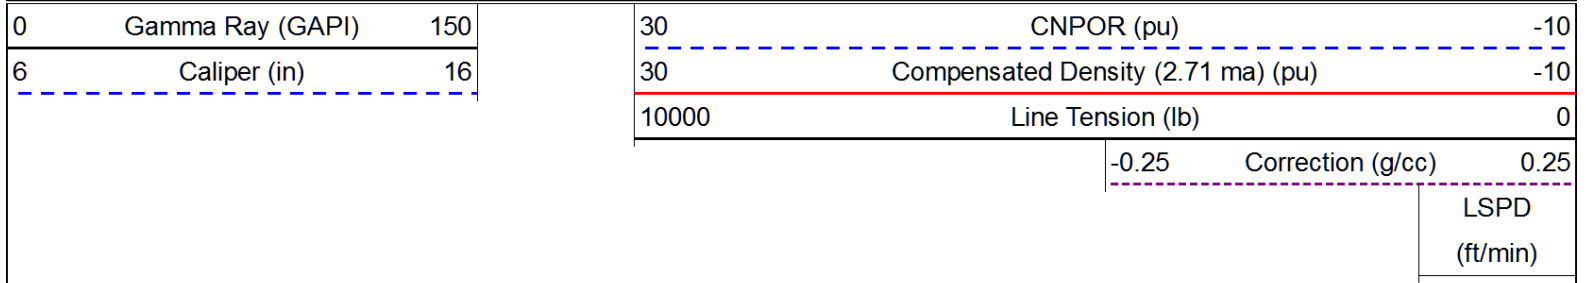 0 Gamma Ray (GAPI) 150 30 CNPOR (pu) -10
6 Caliper (in) 16 30 Compensated Density (2.71 ma) (pu) -10
10000 Line Tension (lb) 0
-0.25 Correction (g/cc) 0.25
LSPD
(ft/min)